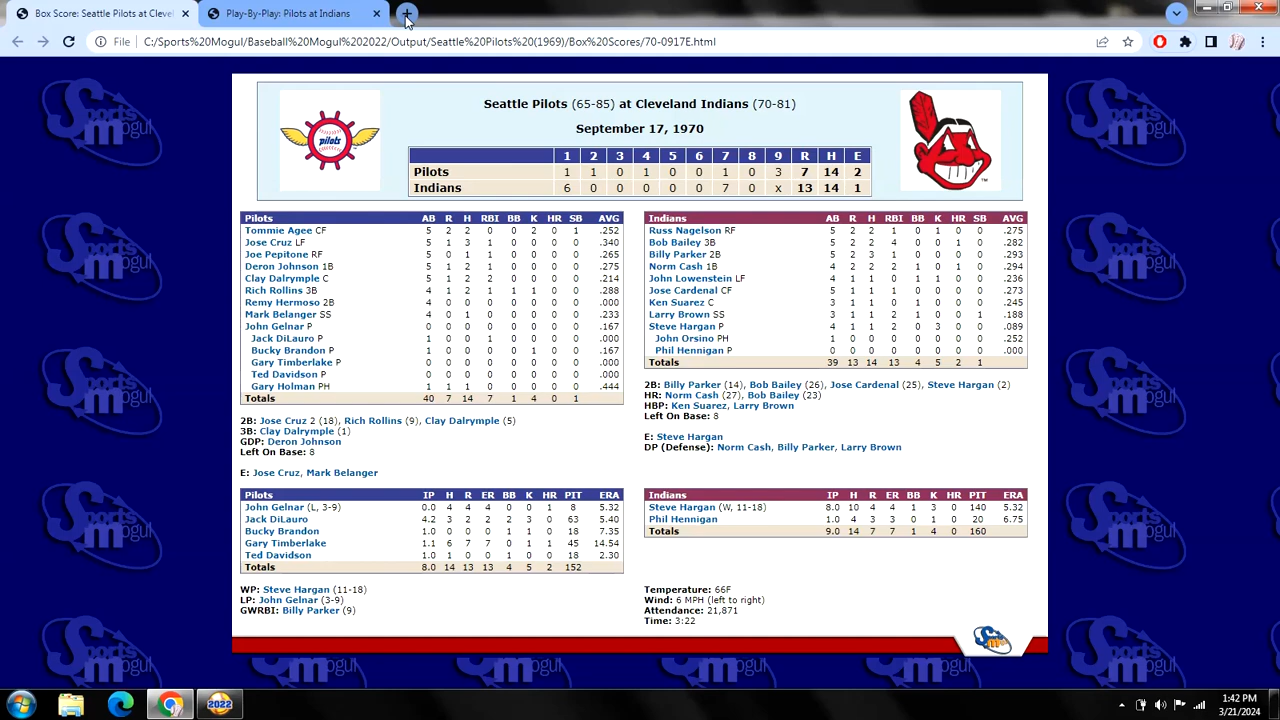 Box Score: Seattle Pilots (65-85) at Clevel
Play-By-Play: Pilots at Indians
File
C:/Sports%20Mogul/Baseball%20Mogul%202022/Output/Seattle%20Pilots%20(1969)/Box%20Scores/70-0917E.html
Seattle Pilots (65-85) at Cleveland Indians (70-81)
September 17, 1970
pilots
1 2 3 4 5 6 7 8 9 R H E
Pilots 1 1 0 1 0 0 1 0 3 7 14 2
Indians 6 0 0 0 0 0 7 0 x 13 14 1
Pilots AB R H RBI BB K HR SB AVG
Tommie Agee CF 5 2 2 0 0 2 0 1 .252
Jose Cruz LF 5 1 3 1 0 0 0 0 .340
Joe Pepitone RF 5 0 1 1 0 0 0 0 .265
Deron Johnson 1B 5 1 2 1 0 0 0 0 .275
Clay Dalrymple C 5 1 2 2 0 0 0 0 .214
Rich Rollins 3B 4 1 2 1 1 1 0 0 .288
Remy Hermoso 2B 4 0 0 0 0 0 0 0 .000
Mark Belanger SS 4 0 1 0 0 0 0 0 .233
John Gelnar P 0 0 0 0 0 0 0 0 .167
Jack DiLauro P 1 0 0 1 0 0 0 0 .000
Bucky Brandon P 1 0 0 0 0 1 0 0 .167
Gary Timberlake P 0 0 0 0 0 0 0 0 .000
Ted Davidson P 0 0 0 0 0 0 0 0 .000
Gary Holman PH 1 1 1 0 0 0 0 0 .444
Totals 40 7 14 7 1 4 0 1
2B: Jose Cruz 2 (18), Rich Rollins (9), Clay Dalrymple (5)
3B: Clay Dalrymple (1)
GDP: Deron Johnson
Left On Base: 8
E: Jose Cruz, Mark Belanger
Indians AB R H RBI BB K HR SB AVG
Russ Nagelson RF 5 2 2 1 0 1 0 0 .275
Bob Bailey 3B 5 2 2 4 0 0 1 0 .282
Billy Parker 2B 5 2 3 1 0 0 0 0 .293
Norm Cash 1B 4 2 2 2 1 0 1 0 .294
John Lowenstein LF 4 1 1 0 1 1 0 0 .236
Jose Cardenal CF 5 1 1 1 0 0 0 0 .273
Ken Suarez C 3 1 1 0 1 0 0 0 .245
Larry Brown SS 3 1 1 2 1 0 0 1 .188
Steve Hargan P 4 1 1 2 0 3 0 0 .089
John Orsino PH 1 0 0 0 0 0 0 0 .252
Phil Hennigan P 0 0 0 0 0 0 0 0 .000
Totals 39 13 14 13 4 5 2 1
2B: Billy Parker (14), Bob Bailey (26), Jose Cardenal (25), Steve Hargan (2)
HR: Norm Cash (27), Bob Bailey (23)
HBP: Ken Suarez, Larry Brown
Left On Base: 8
E: Steve Hargan
DP (Defense): Norm Cash, Billy Parker, Larry Brown
Pilots IP H R ER BB K HR PIT ERA
John Gelnar (L, 3-9) 0.0 4 4 4 0 0 1 8 5.32
Jack DiLauro 4.2 3 2 2 2 3 0 63 5.40
Bucky Brandon 1.0 0 0 0 1 1 0 18 7.35
Gary Timberlake 1.1 6 7 7 0 1 1 45 14.54
Ted Davidson 1.0 1 0 0 1 0 0 18 2.30
Totals 8.0 14 13 13 4 5 2 152
Indians IP H R ER BB K HR PIT ERA
Steve Hargan (W, 11-18) 8.0 10 4 4 1 3 0 140 5.32
Phil Hennigan 1.0 4 3 3 0 1 0 20 6.75
Totals 9.0 14 7 7 1 4 0 160
WP: Steve Hargan (11-18)
LP: John Gelnar (3-9)
GWRBI: Billy Parker (9)
Temperature: 66F
Wind: 6 MPH (left to right)
Attendance: 21,871
Time: 3:22
Sports Mogul
2022
1:42 PM
3/21/2024